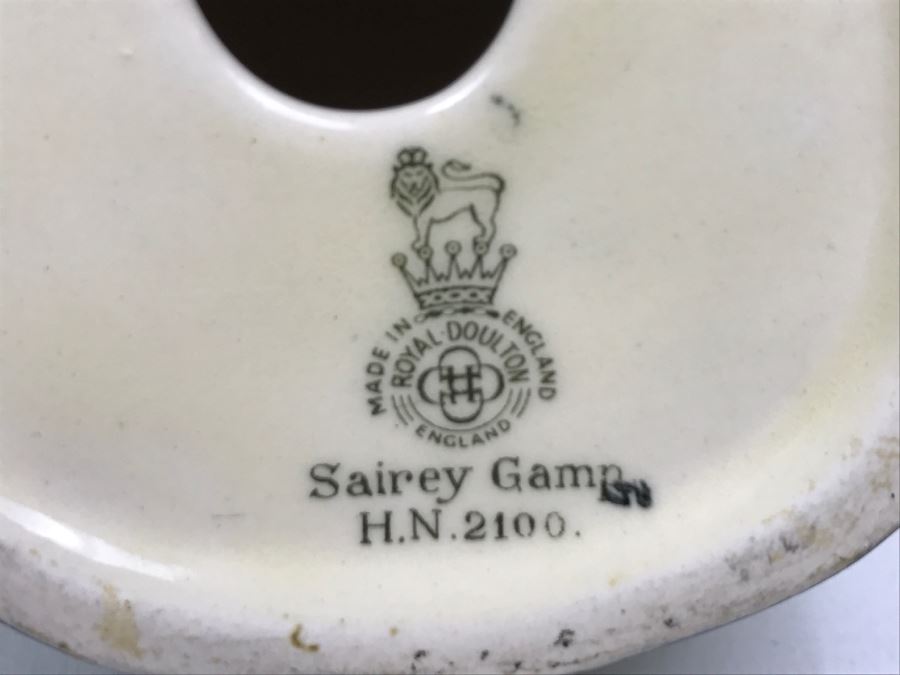 MADE IN ENGLAND
ROYAL·DOULTON
ENGLAND
Sairey Gamp
H.N.2100.